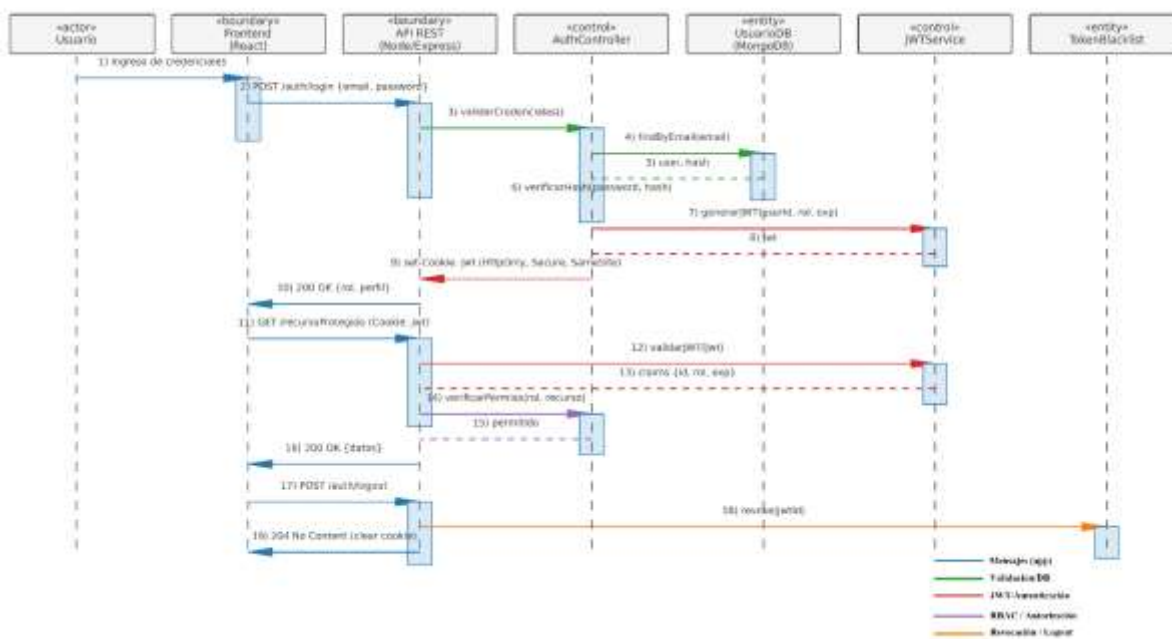 «actor»
Usuario
«boundary»
Frontend
(React)
«boundary»
API REST
(Node/Express)
«control»
AuthController
«entity»
UsuarioDB
(MongoDB)
«control»
JWTService
«entity»
TokenBlacklist
1) Ingreso de credenciales
2) POST /auth/login {email, password}
3) validarCredenciales()
4) findByEmail(email)
5) user, hash
6) verificarHash(password, hash)
7) generarJWT(userId, rol, exp)
8) jwt
9) set-Cookie: jwt (HttpOnly, Secure, SameSite)
10) 200 OK {rol, perfil}
11) GET /recursoProtegido (Cookie: jwt)
12) validarJWT(jwt)
13) claims {id, rol, exp}
14) verificarPermiso(rol, recurso)
15) permitido
16) 200 OK {datos}
17) POST /auth/logout
18) revoke(jwtId)
19) 204 No Content (clear cookie)
Mensajes (app)
Validación DB
JWT/Autorización
RBAC / Autorización
Revocación / Logout